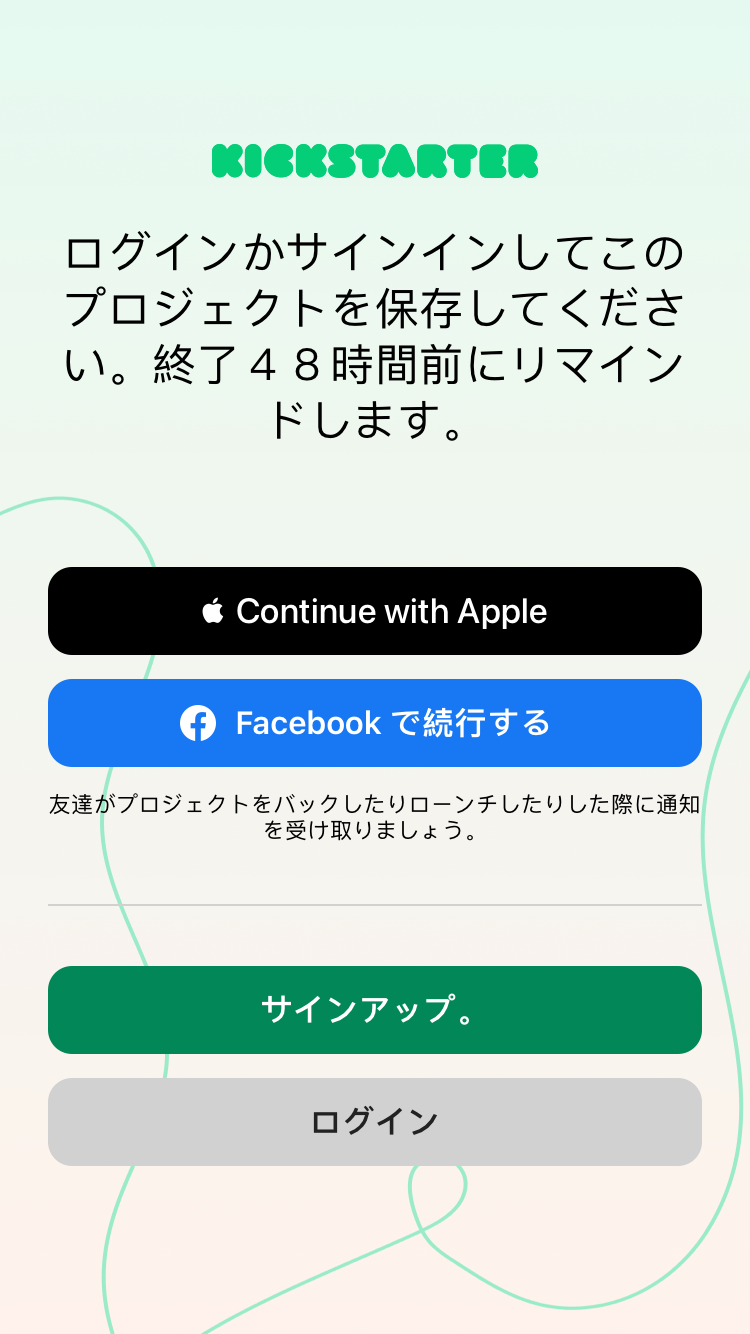 KICKSTARTER
ログインかサインインしてこの
プロジェクトを保存してくださ
い。終了４８時間前にリマイン
ドします。
Continue with Apple
Facebook で続行する
友達がプロジェクトをバックしたりローンチしたりした際に通知
を受け取りましょう。
サインアップ。
ログイン